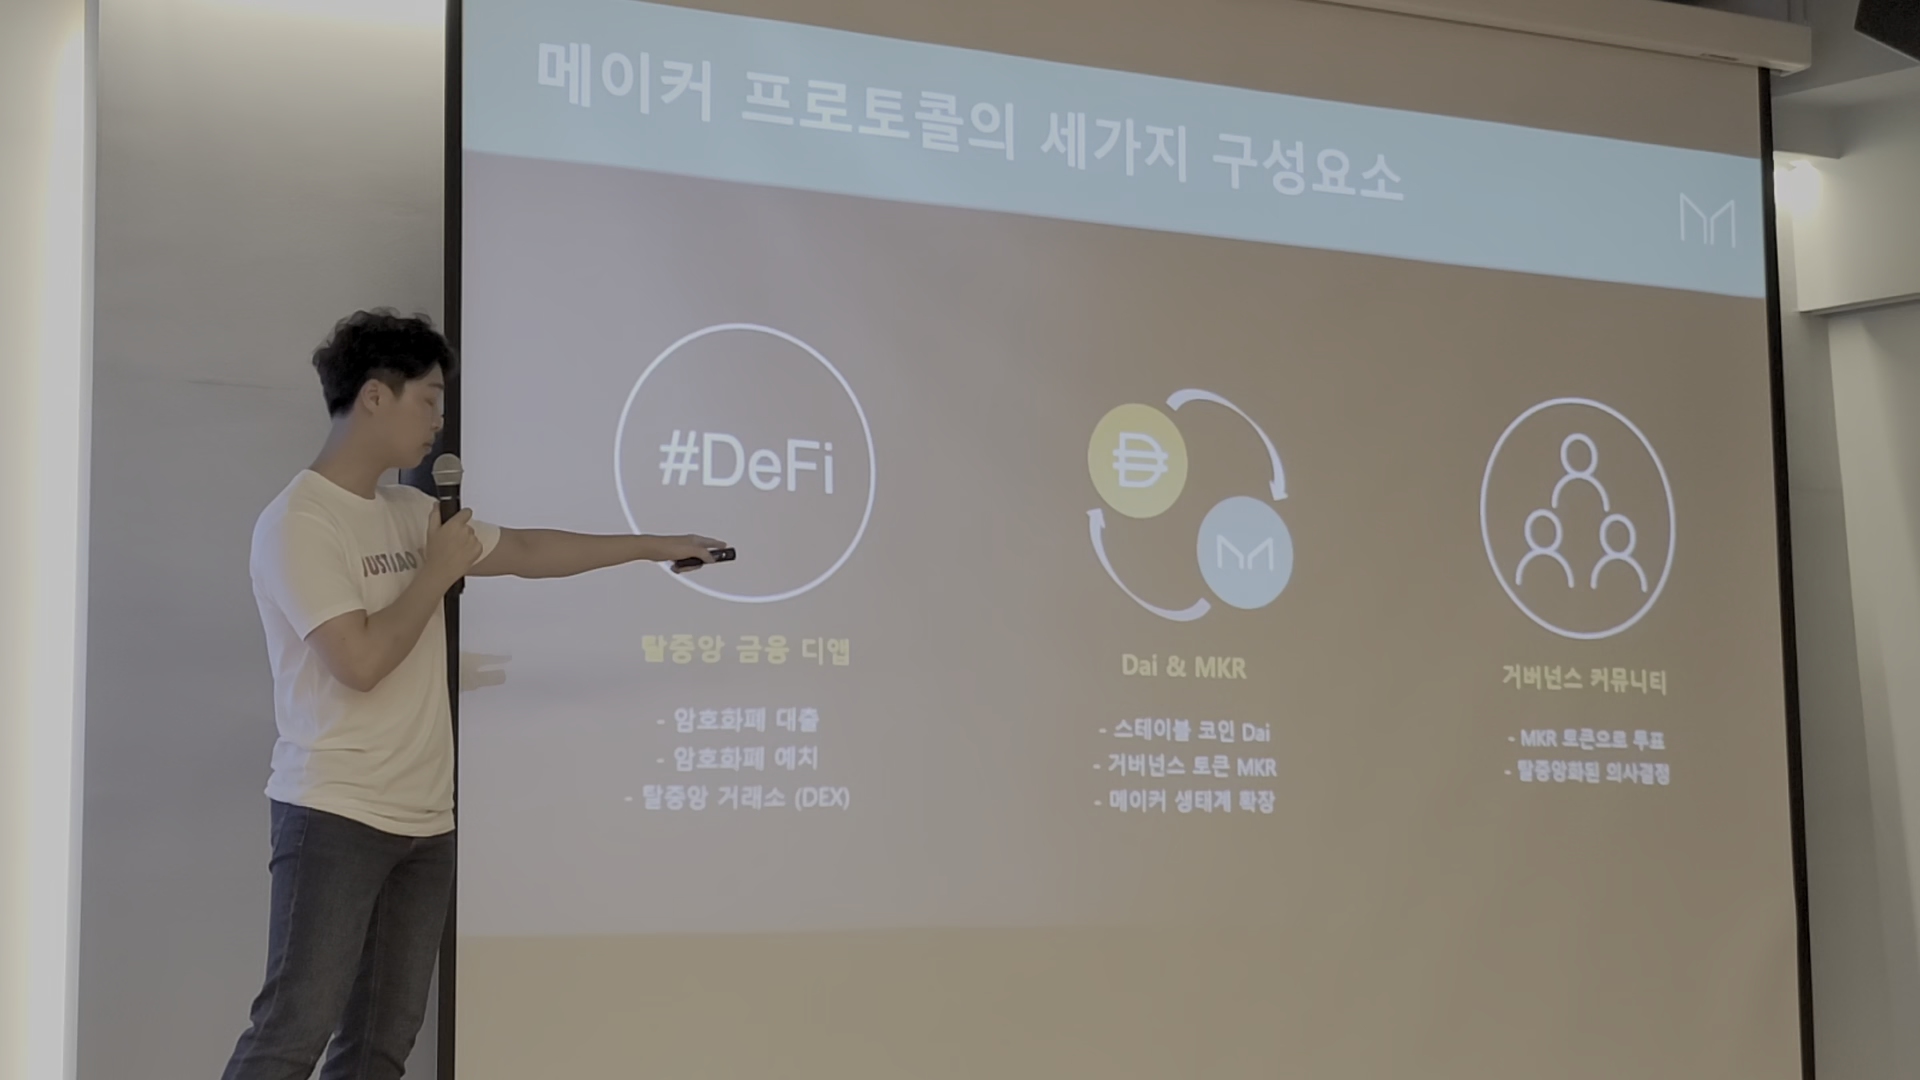 메이커 프로토콜의 세가지 구성요소
#DeFi
탈중앙 금융 디앱
- 암호화폐 대출
- 암호화폐 예치
- 탈중앙 거래소 (DEX)
Dai & MKR
- 스테이블 코인 Dai
- 거버넌스 토큰 MKR
- 메이커 생태계 확장
거버넌스 커뮤니티
- MKR 토큰으로 투표
- 탈중앙화된 의사결정